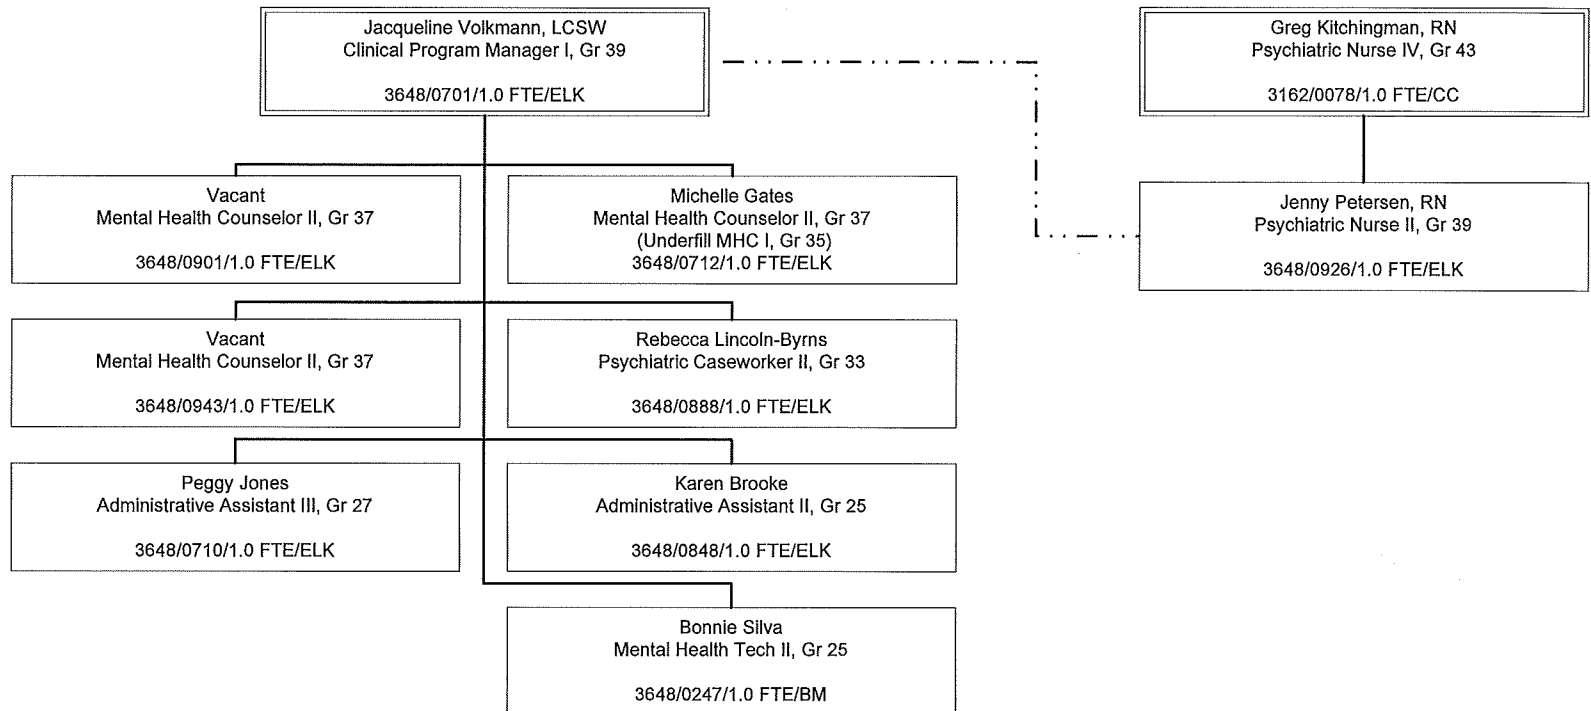 Jacqueline Volkmann, LCSW
Clinical Program Manager I, Gr 39
3648/0701/1.0 FTE/ELK
Greg Kitchingman, RN
Psychiatric Nurse IV, Gr 43
3162/0078/1.0 FTE/CC
Vacant
Mental Health Counselor II, Gr 37
3648/0901/1.0 FTE/ELK
Michelle Gates
Mental Health Counselor II, Gr 37
(Underfill MHC I, Gr 35)
3648/0712/1.0 FTE/ELK
Jenny Petersen, RN
Psychiatric Nurse II, Gr 39
3648/0926/1.0 FTE/ELK
Vacant
Mental Health Counselor II, Gr 37
3648/0943/1.0 FTE/ELK
Rebecca Lincoln-Byrns
Psychiatric Caseworker II, Gr 33
3648/0888/1.0 FTE/ELK
Peggy Jones
Administrative Assistant III, Gr 27
3648/0710/1.0 FTE/ELK
Karen Brooke
Administrative Assistant II, Gr 25
3648/0848/1.0 FTE/ELK
Bonnie Silva
Mental Health Tech II, Gr 25
3648/0247/1.0 FTE/BM